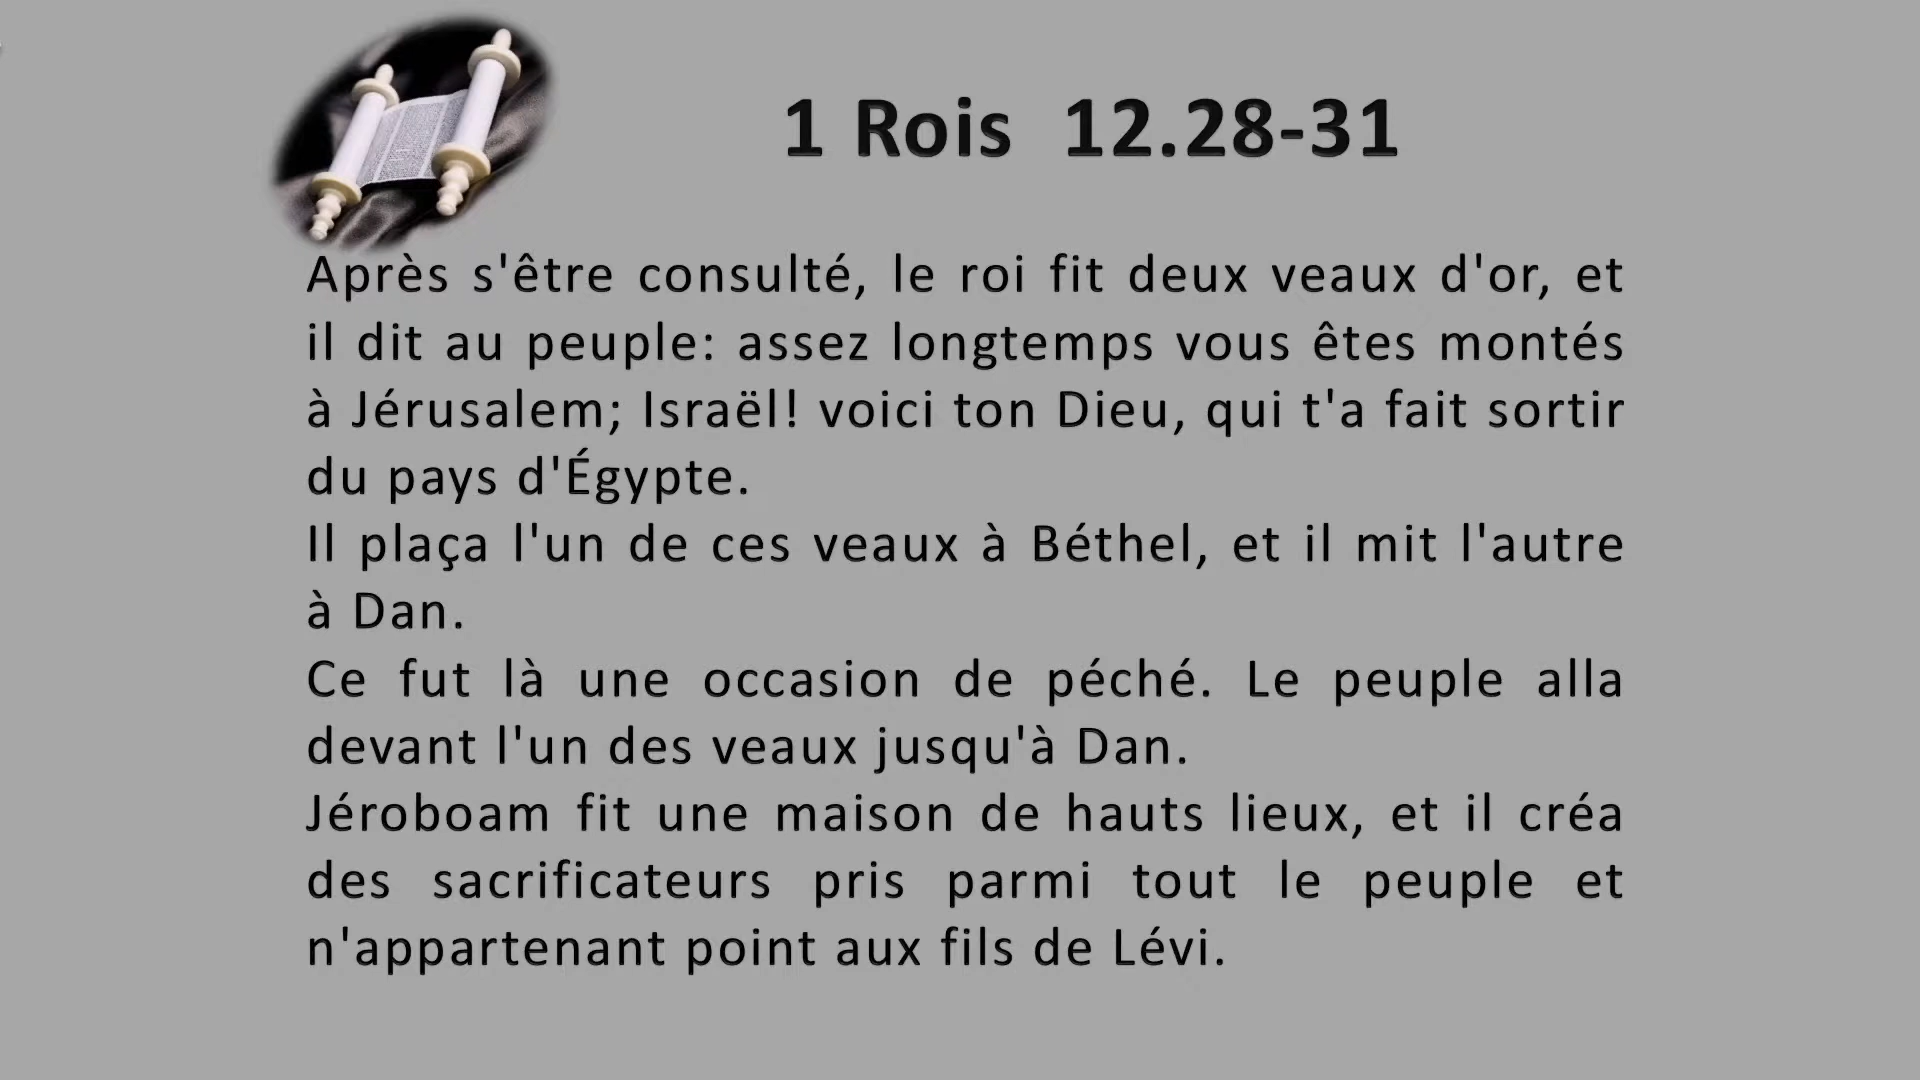 1 Rois 12.28-31
Après s'être consulté, le roi fit deux veaux d'or, et
il dit au peuple: assez longtemps vous êtes montés
à Jérusalem; Israël! voici ton Dieu, qui t'a fait sortir
du pays d'Égypte.
Il plaça l'un de ces veaux à Béthel, et il mit l'autre
à Dan.
Ce fut là une occasion de péché. Le peuple alla
devant l'un des veaux jusqu'à Dan.
Jéroboam fit une maison de hauts lieux, et il créa
des sacrificateurs pris parmi tout le peuple et
n'appartenant point aux fils de Lévi.